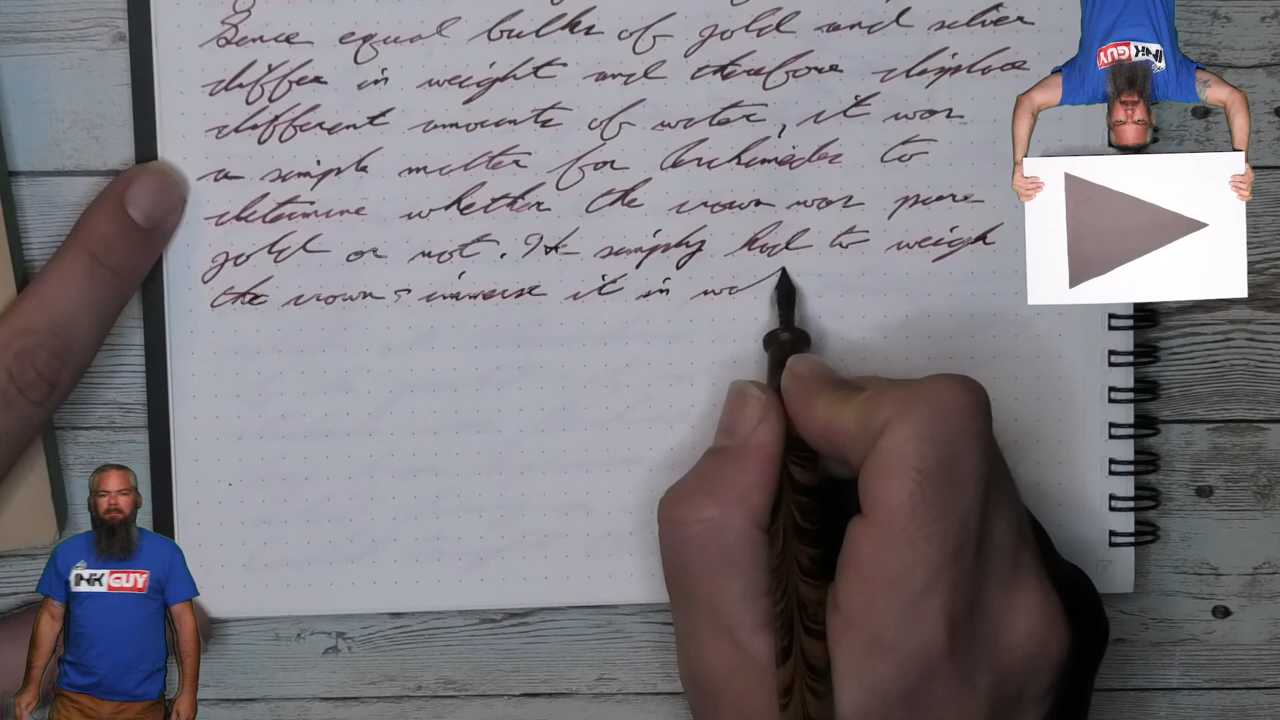 Since equal bulks of gold and silver
differ in weight and therefore displace
different amounts of water, it was
a simple matter for Archimedes to
determine whether the crown was pure
gold or not. He simply had to weigh
the crown & immerse it in wa
INK GUY
INK GUY